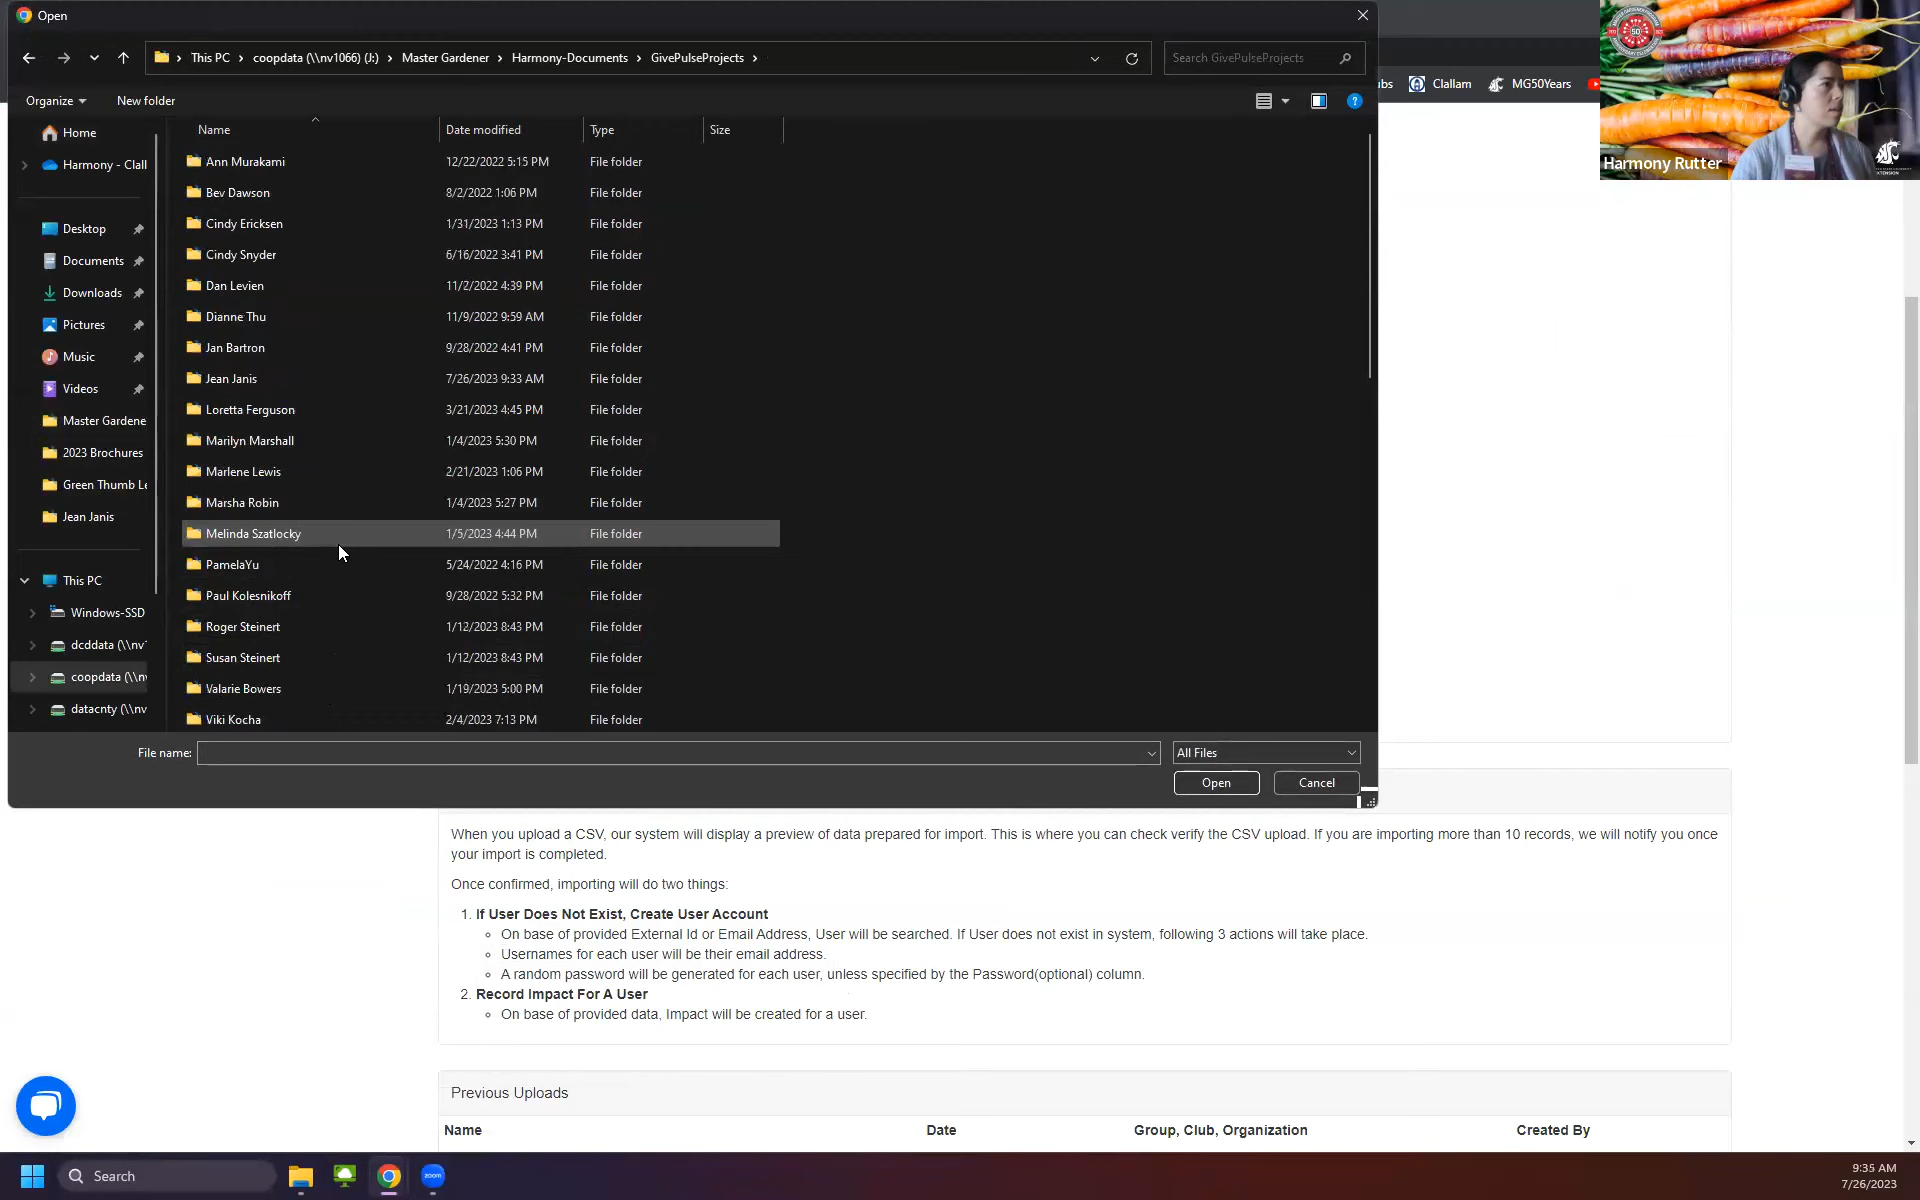 Open
This PC > coopdata (\\nv1066) (J:) > Master Gardener > Harmony-Documents > GivePulseProjects >
Search GivePulseProjects
Organize
New folder
?
Name
Date modified
Type
Size
Home
Harmony - Clall
Desktop
Documents
Downloads
Pictures
Music
Videos
Master Gardene
2023 Brochures
Green Thumb Le
Jean Janis
This PC
Windows-SSD
dcddata (\\nv
coopdata (\\nv
datacnty (\\nv
Ann Murakami 12/22/2022 5:15 PM File folder
Bev Dawson 8/2/2022 1:06 PM File folder
Cindy Ericksen 1/31/2023 1:13 PM File folder
Cindy Snyder 6/16/2022 3:41 PM File folder
Dan Levien 11/2/2022 4:39 PM File folder
Dianne Thu 11/9/2022 9:59 AM File folder
Jan Bartron 9/28/2022 4:41 PM File folder
Jean Janis 7/26/2023 9:33 AM File folder
Loretta Ferguson 3/21/2023 4:45 PM File folder
Marilyn Marshall 1/4/2023 5:30 PM File folder
Marlene Lewis 2/21/2023 1:06 PM File folder
Marsha Robin 1/4/2023 5:27 PM File folder
Melinda Szatlocky 1/5/2023 4:44 PM File folder
PamelaYu 5/24/2022 4:16 PM File folder
Paul Kolesnikoff 9/28/2022 5:32 PM File folder
Roger Steinert 1/12/2023 8:43 PM File folder
Susan Steinert 1/12/2023 8:43 PM File folder
Valarie Bowers 1/19/2023 5:00 PM File folder
Viki Kocha 2/4/2023 7:13 PM File folder
File name:
All Files
Open
Cancel
bs Clallam MG50Years
50
Harmony Rutter
When you upload a CSV, our system will display a preview of data prepared for import. This is where you can check verify the CSV upload. If you are importing more than 10 records, we will notify you once
your import is completed.
Once confirmed, importing will do two things:
1. If User Does Not Exist, Create User Account
On base of provided External Id or Email Address, User will be searched. If User does not exist in system, following 3 actions will take place.
Usernames for each user will be their email address.
A random password will be generated for each user, unless specified by the Password(optional) column.
2. Record Impact For A User
On base of provided data, Impact will be created for a user.
Previous Uploads
Name Date Group, Club, Organization Created By
Search
zoom
9:35 AM
7/26/2023